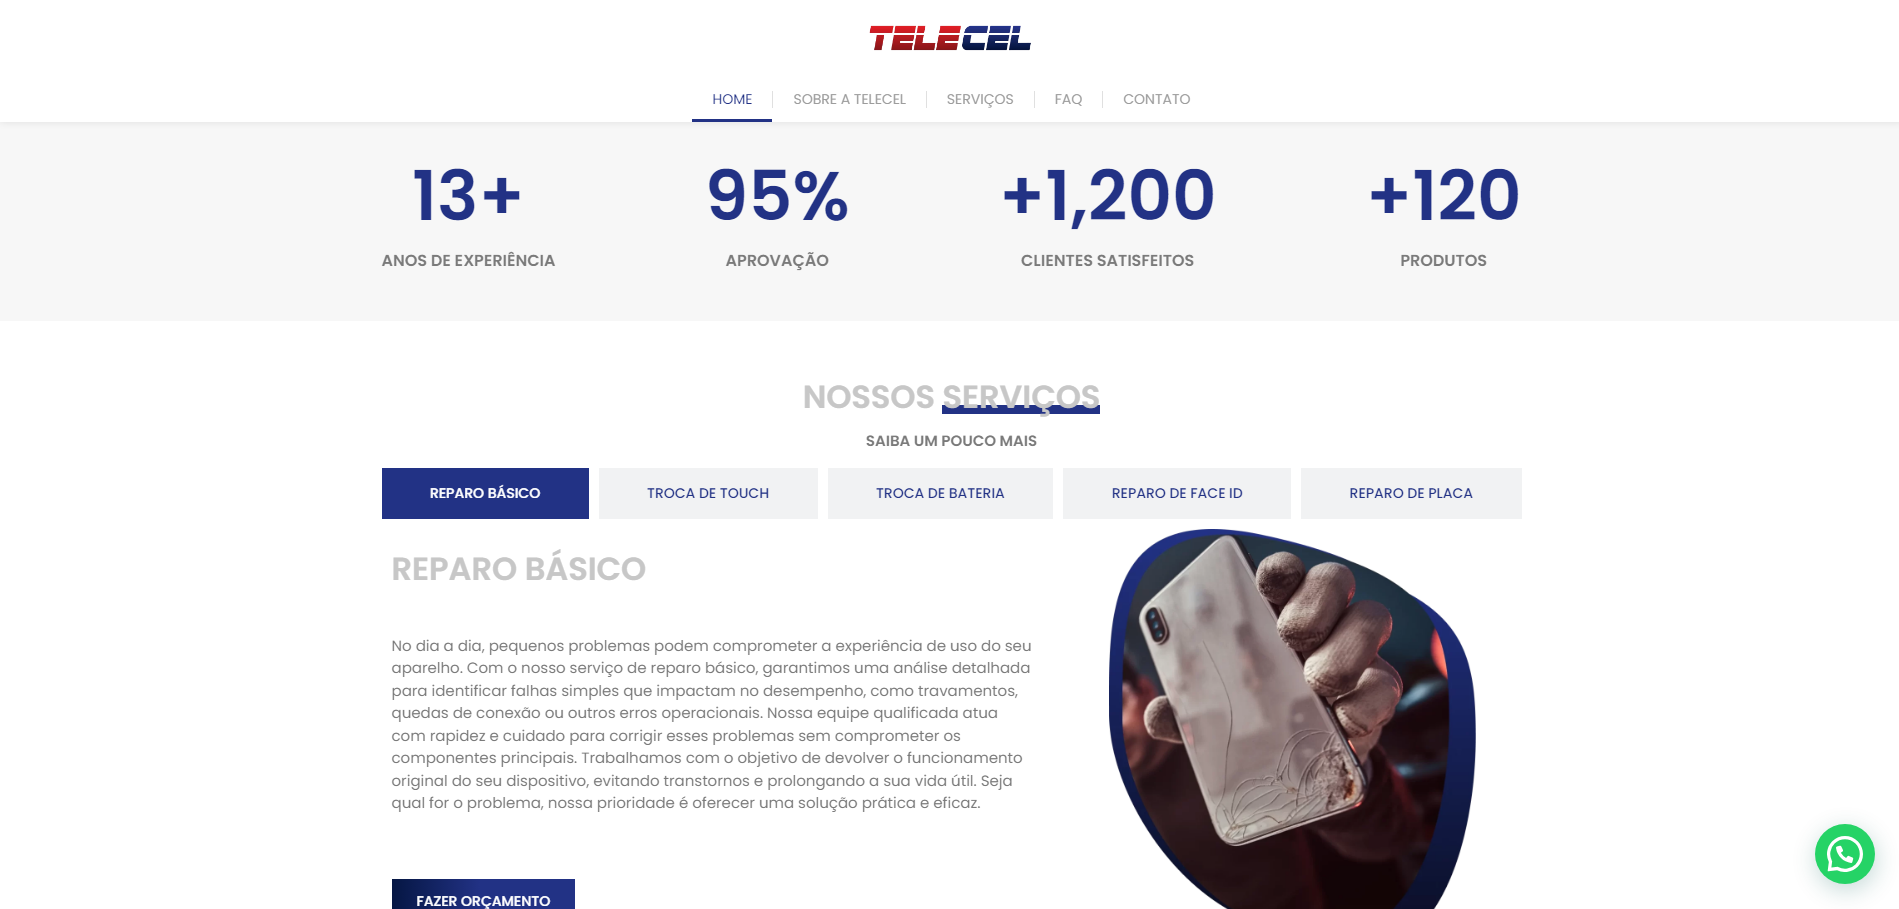 TELECEL
HOME
SOBRE A TELECEL
SERVIÇOS
FAQ
CONTATO
13+
ANOS DE EXPERIÊNCIA
95%
APROVAÇÃO
+1,200
CLIENTES SATISFEITOS
+120
PRODUTOS
NOSSOS SERVIÇOS
SAIBA UM POUCO MAIS
REPARO BÁSICO
TROCA DE TOUCH
TROCA DE BATERIA
REPARO DE FACE ID
REPARO DE PLACA
REPARO BÁSICO
No dia a dia, pequenos problemas podem comprometer a experiência de uso do seu
aparelho. Com o nosso serviço de reparo básico, garantimos uma análise detalhada
para identificar falhas simples que impactam no desempenho, como travamentos,
quedas de conexão ou outros erros operacionais. Nossa equipe qualificada atua
com rapidez e cuidado para corrigir esses problemas sem comprometer os
componentes principais. Trabalhamos com o objetivo de devolver o funcionamento
original do seu dispositivo, evitando transtornos e prolongando a sua vida útil. Seja
qual for o problema, nossa prioridade é oferecer uma solução prática e eficaz.
FAZER ORÇAMENTO